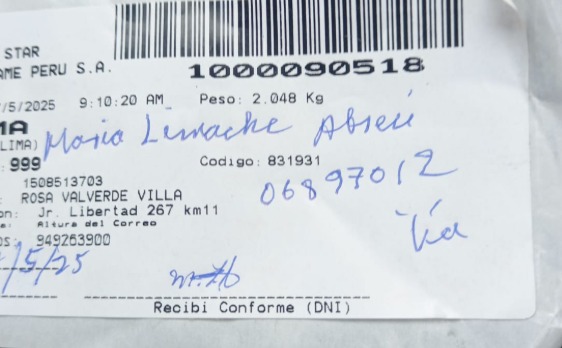 STAR
AME PERU S.A.
1000090518
/5/2025 9:10:20 AM Peso: 2.048 Kg
MA
LIMA) Maria Lemache Abreu
999 Codigo: 831931
1508513703
06897012
ROSA VALVERDE VILLA
on: Jr. Libertad 267 km11
Altura del Correo
os: 949263900
/5/25
Recibi Conforme (DNI)